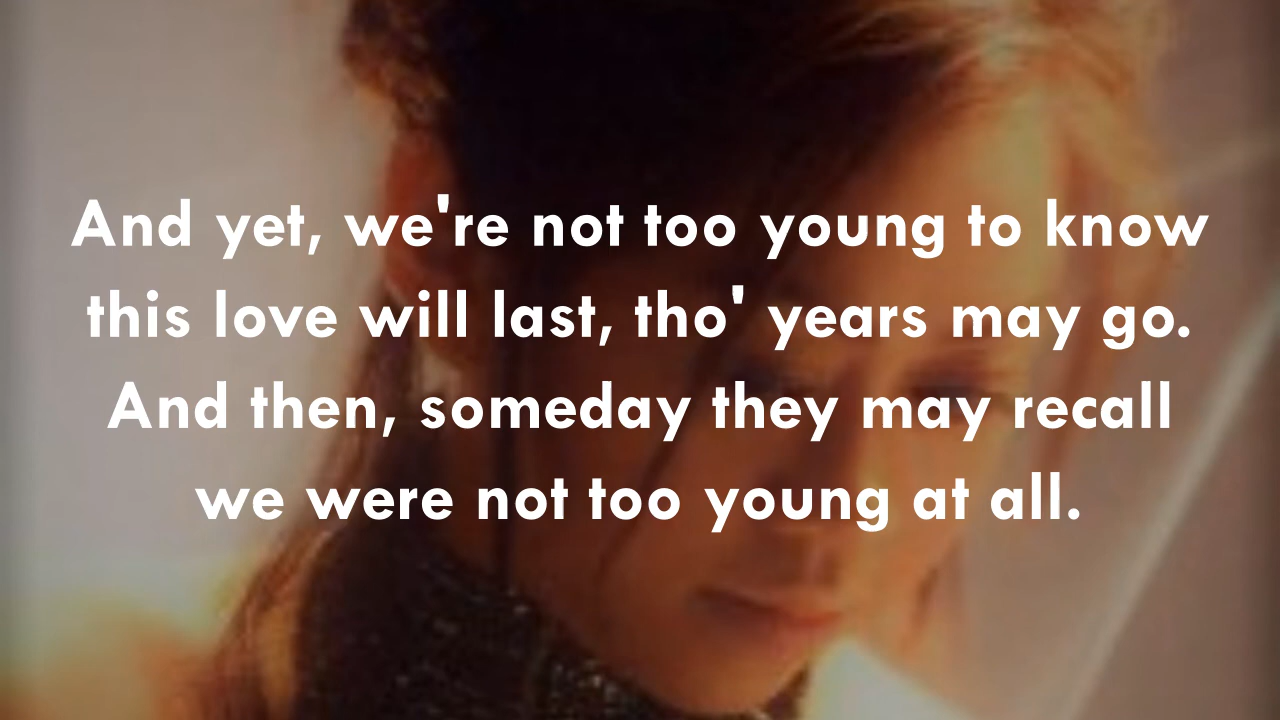 And yet, we're not too young to know
this love will last, tho' years may go.
And then, someday they may recall
we were not too young at all.